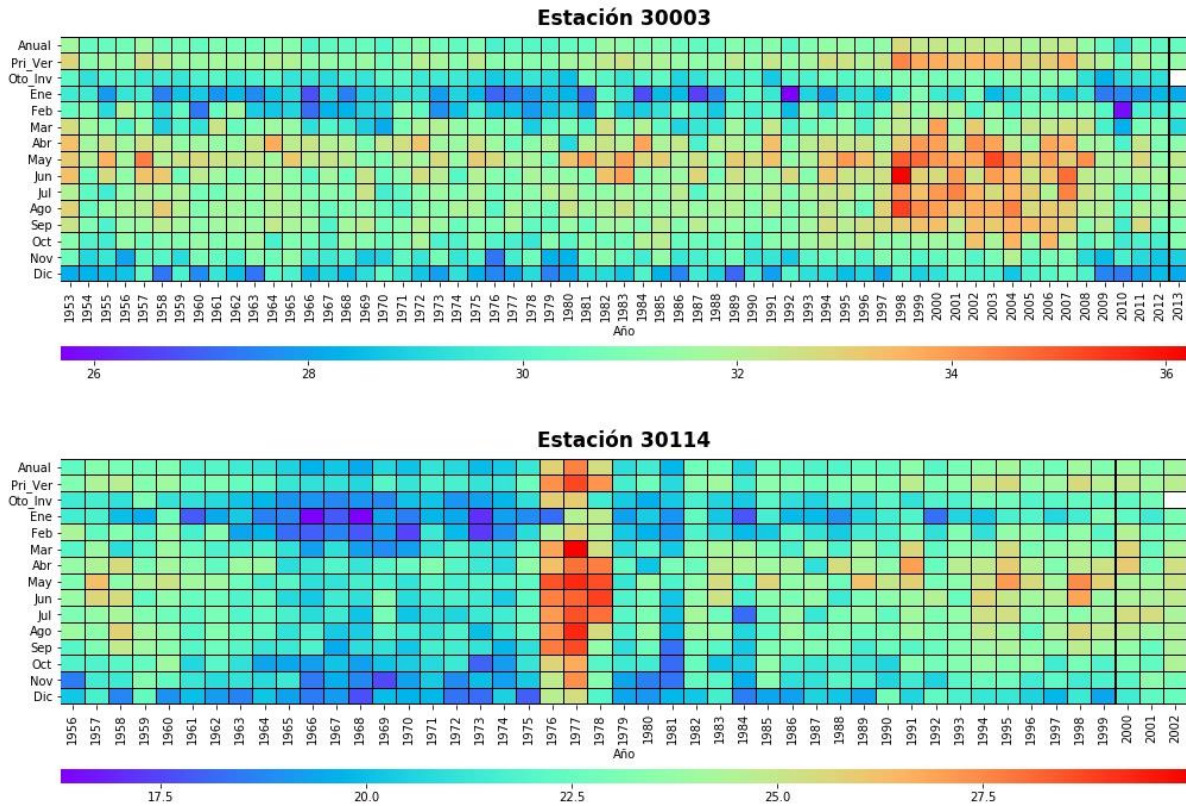 Estación 30003
Anual
Pri_Ver
Oto_Inv
Ene
Feb
Mar
Abr
May
Jun
Jul
Ago
Sep
Oct
Nov
Dic
1953 1954 1955 1956 1957 1958 1959 1960 1961 1962 1963 1964 1965 1966 1967 1968 1969 1970 1971 1972 1973 1974 1975 1976 1977 1978 1979 1980 1981 1982 1983 1984 1985 1986 1987 1988 1989 1990 1991 1992 1993 1994 1995 1996 1997 1998 1999 2000 2001 2002 2003 2004 2005 2006 2007 2008 2009 2010 2011 2012 2013
Año
26 28 30 32 34 36
Estación 30114
Anual
Pri_Ver
Oto_Inv
Ene
Feb
Mar
Abr
May
Jun
Jul
Ago
Sep
Oct
Nov
Dic
1956 1957 1958 1959 1960 1961 1962 1963 1964 1965 1966 1967 1968 1969 1970 1971 1972 1973 1974 1975 1976 1977 1978 1979 1980 1981 1982 1983 1984 1985 1986 1987 1988 1989 1990 1991 1992 1993 1994 1995 1996 1997 1998 1999 2000 2001 2002
Año
17.5 20.0 22.5 25.0 27.5